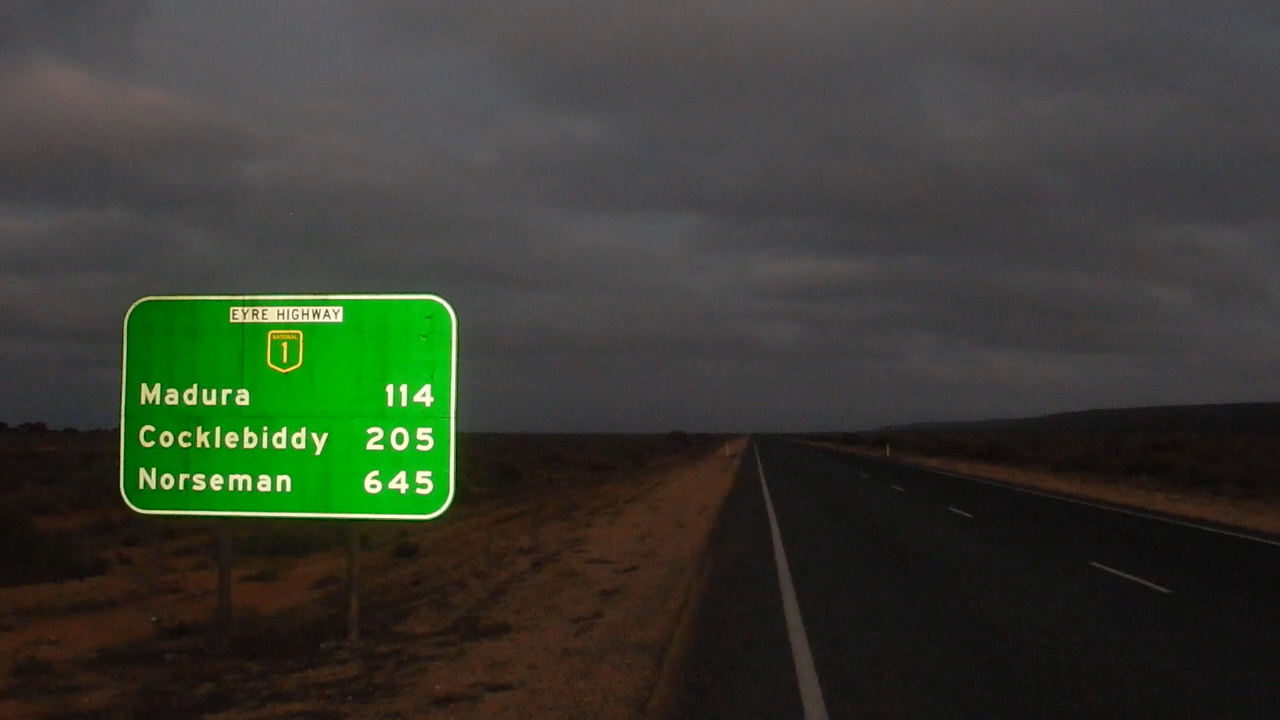 EYRE HIGHWAY
NATIONAL
1
Madura 114
Cocklebiddy 205
Norseman 645